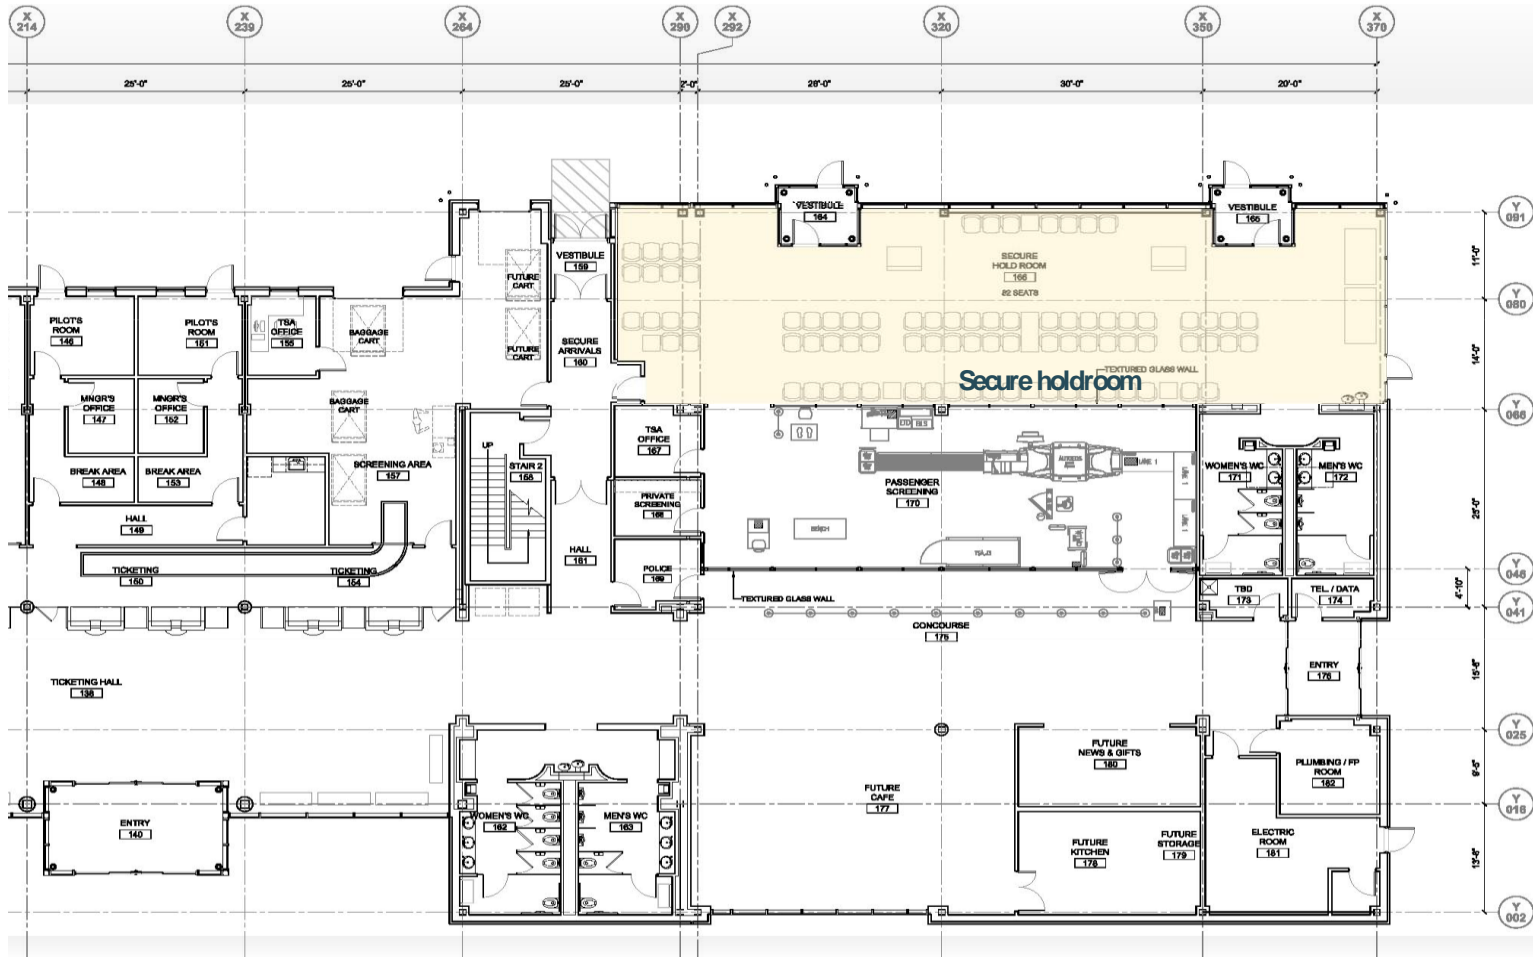 X 214
X 239
X 264
X 290
X 292
X 320
X 350
X 370
25'-0"
25'-0"
25'-0"
2'-0"
28'-0"
30'-0"
20'-0"
Y 091
11'-0"
Y 080
14'-0"
Y 066
Y 046
4'-10"
Y 041
Y 025
Y 016
Y 002
VESTIBULE
164
VESTIBULE
165
VESTIBULE
159
SECURE
HOLD ROOM
166
82 SEATS
Secure holdroom
TEXTURED GLASS WALL
FUTURE
CART
FUTURE
CART
PILOT'S
ROOM
146
PILOT'S
ROOM
151
TSA
OFFICE
155
BAGGAGE
CART
SECURE
ARRIVALS
160
MNGR'S
OFFICE
147
MNGR'S
OFFICE
152
BAGGAGE
CART
UP
STAIR 2
158
TSA
OFFICE
167
BREAK AREA
148
BREAK AREA
153
SCREENING AREA
157
PRIVATE
SCREENING
168
PASSENGER
SCREENING
170
LANE 1
LANE 1
WOMEN'S WC
171
MEN'S WC
172
HALL
149
BENCH
HALL
161
POLICE
169
TICKETING
150
TICKETING
154
TBD
173
TEL. / DATA
174
TEXTURED GLASS WALL
CONCOURSE
175
TICKETING HALL
138
ENTRY
176
FUTURE
NEWS & GIFTS
180
PLUMBING / FP
ROOM
182
FUTURE
CAFE
177
ENTRY
140
WOMEN'S WC
162
MEN'S WC
163
FUTURE
KITCHEN
178
FUTURE
STORAGE
179
ELECTRIC
ROOM
181